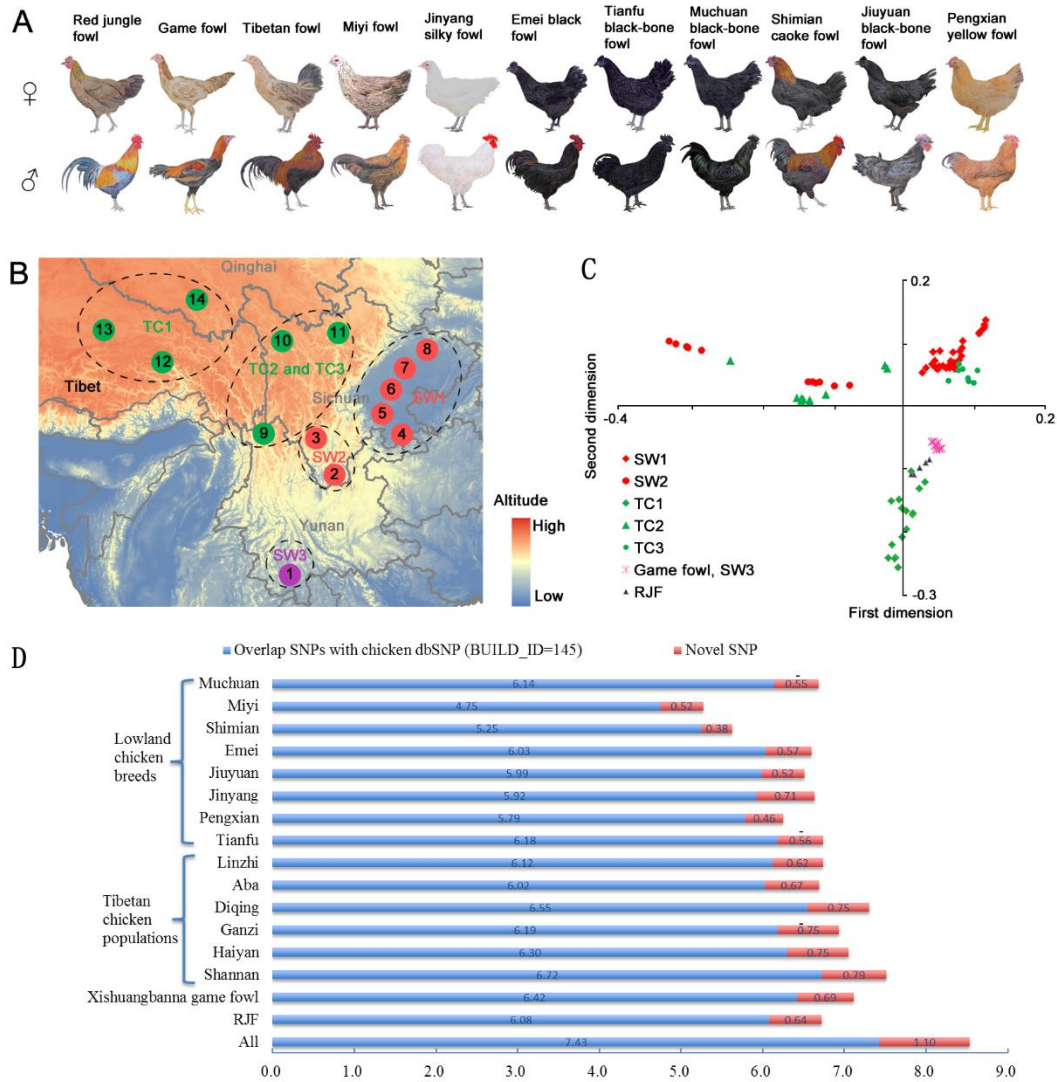 A
Red jungle
fowl
Game fowl
Tibetan fowl
Miyi fowl
Jinyang
silky fowl
Emei black
fowl
Tianfu
black-bone
fowl
Muchuan
black-bone
fowl
Shimian
caoke fowl
Jiuyuan
black-bone
fowl
Pengxian
yellow fowl
♀
♂
B
Qinghai
14
13
TC1
12
10
11
TC2 and TC3
8
7
6
SW1
5
4
Tibet
Sichuan
9
3
SW2
2
Yunan
SW3
1
Altitude
High
Low
C
0.2
-0.4
0.2
-0.3
Second dimension
First dimension
SW1
SW2
TC1
TC2
TC3
Game fowl, SW3
RJF
D
Overlap SNPs with chicken dbSNP (BUILD_ID=145)
Novel SNP
Lowland
chicken
breeds
Tibetan
chicken
populations
Muchuan 6.14 0.55
Miyi 4.75 0.52
Shimian 5.25 0.38
Emei 6.03 0.57
Jiuyuan 5.99 0.52
Jinyang 5.92 0.71
Pengxian 5.79 0.46
Tianfu 6.18 0.56
Linzhi 6.12 0.62
Aba 6.02 0.67
Diqing 6.55 0.75
Ganzi 6.19 0.75
Haiyan 6.30 0.75
Shannan 6.72 0.79
Xishuangbanna game fowl 6.42 0.69
RJF 6.08 0.64
All 7.43 1.10
0.0 1.0 2.0 3.0 4.0 5.0 6.0 7.0 8.0 9.0